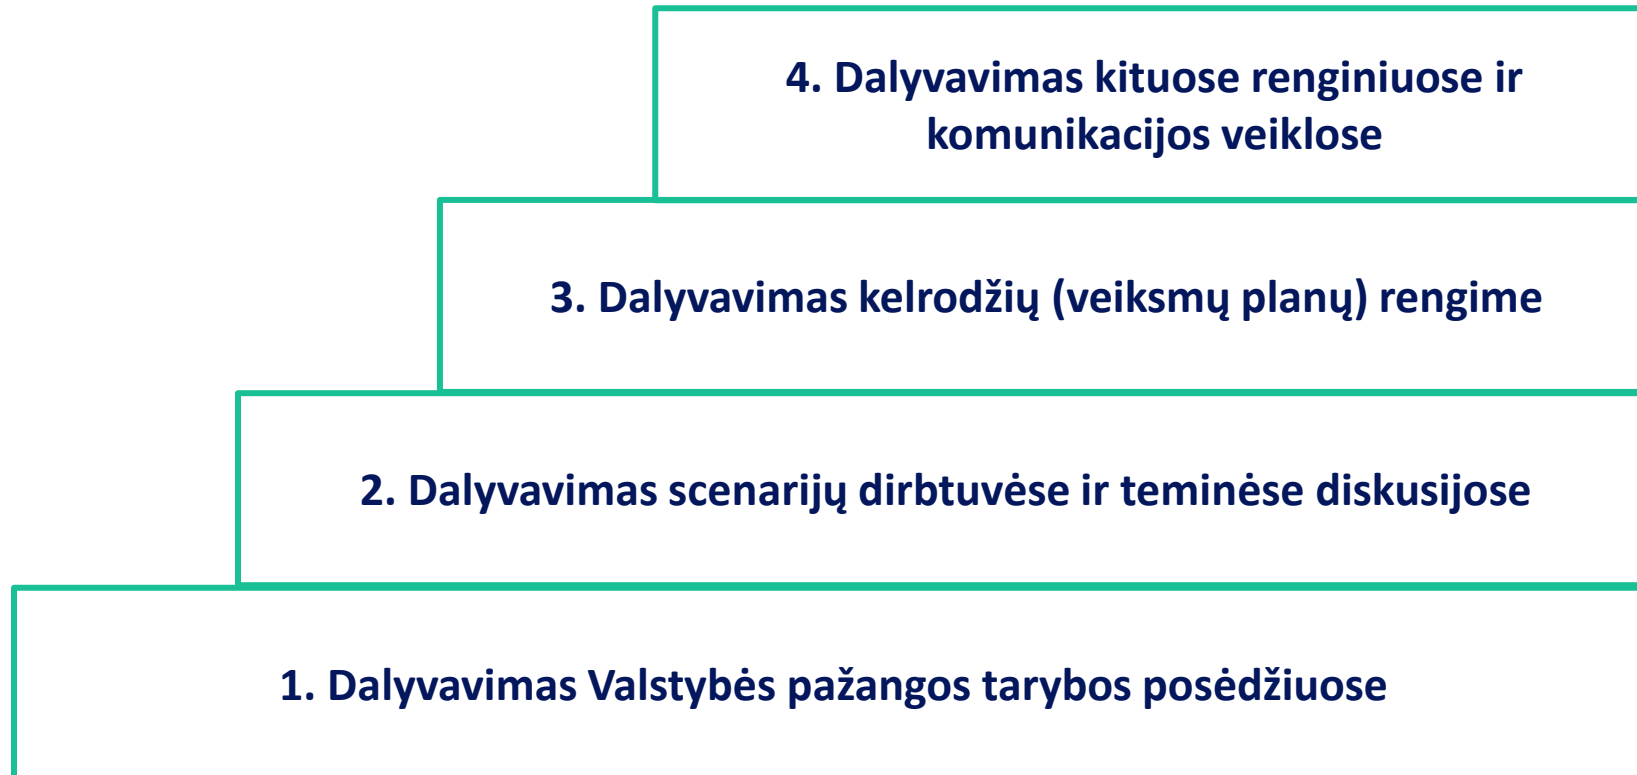 4. Dalyvavimas kituose renginiuose ir
komunikacijos veiklose
3. Dalyvavimas kelrodžių (veiksmų planų) rengime
2. Dalyvavimas scenarijų dirbtuvėse ir teminėse diskusijose
1. Dalyvavimas Valstybės pažangos tarybos posėdžiuose